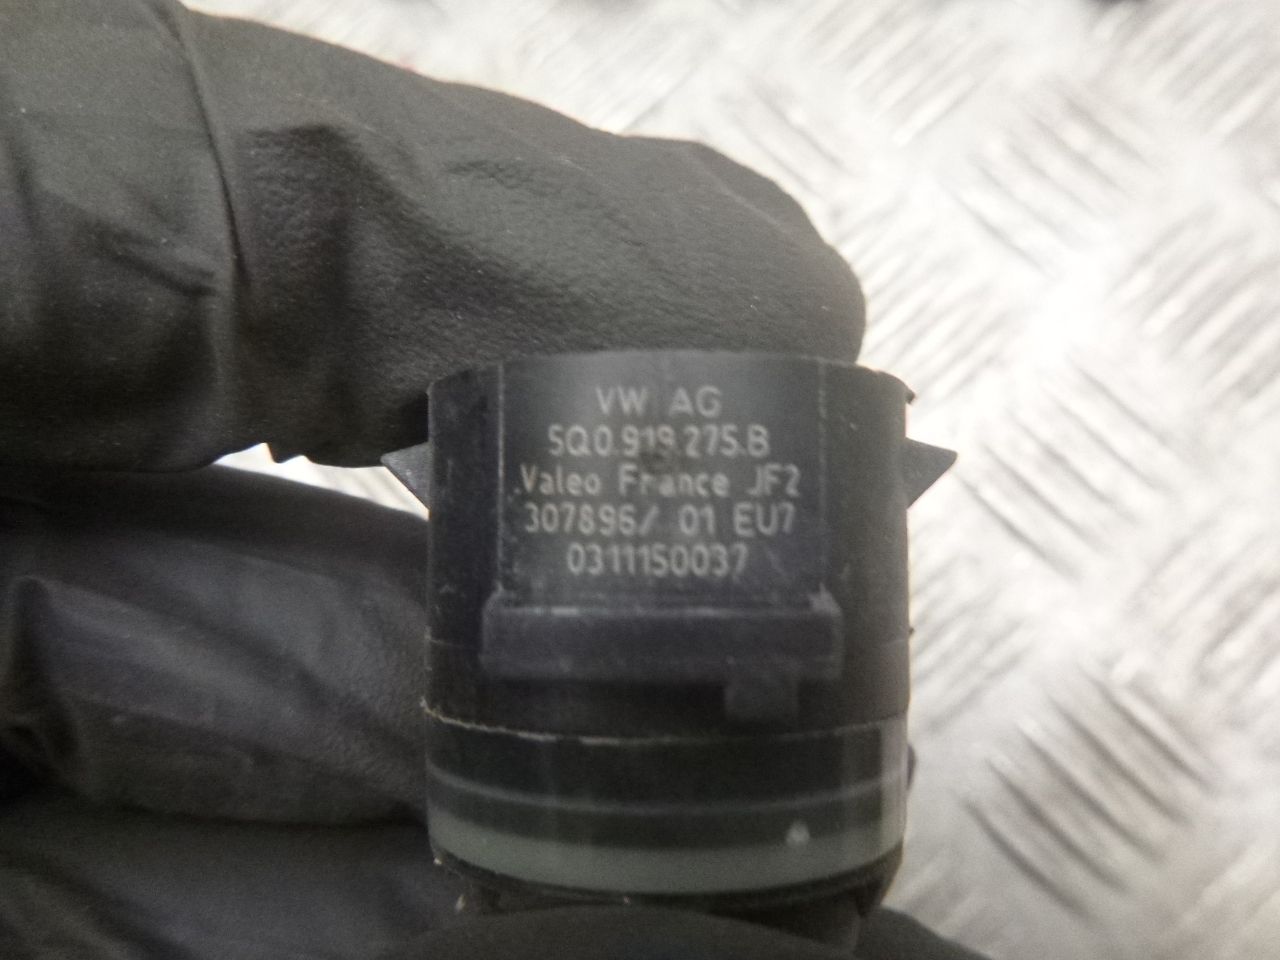 VW AG
5Q0.919.275.B
Valeo France JF2
307896/ 01 EU7
0311150037